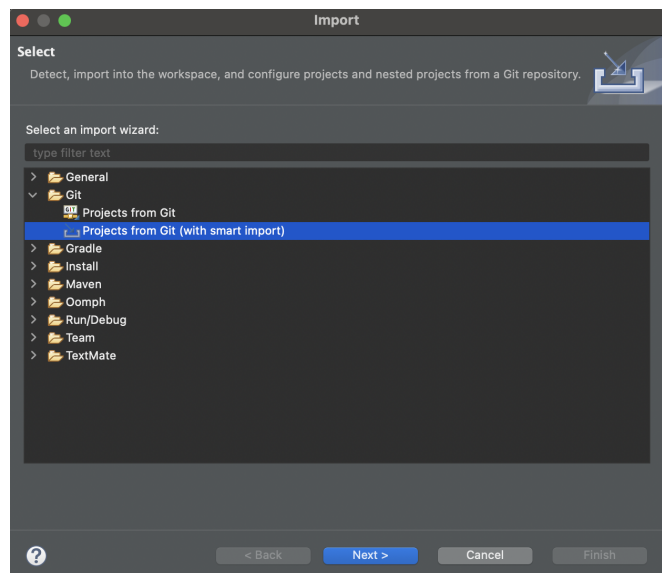 Import
Select
Detect, import into the workspace, and configure projects and nested projects from a Git repository.
Select an import wizard:
type filter text
General
Git
GIT
Projects from Git
Projects from Git (with smart import)
Gradle
Install
Maven
Oomph
Run/Debug
Team
TextMate
? < Back Next > Cancel Finish